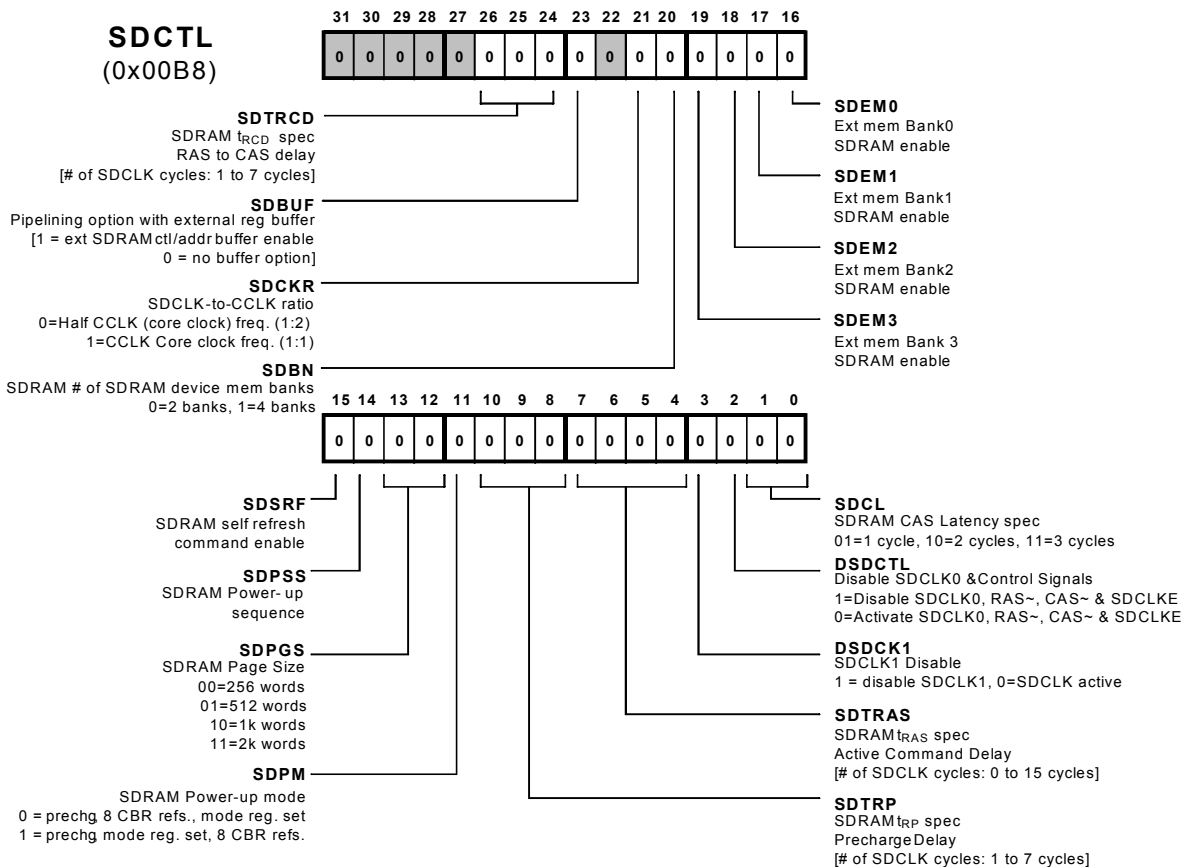 SDCTL
(0x00B8)
31 30 29 28 27 26 25 24 23 22 21 20 19 18 17 16
0 0 0 0 0 0 0 0 0 0 0 0 0 0 0 0
SDTRCD
SDRAM tRCD spec
RAS to CAS delay
[# of SDCLK cycles: 1 to 7 cycles]
SDBUF
Pipelining option with external reg buffer
[1 = ext SDRAM ctl/addr buffer enable
0 = no buffer option]
SDCKR
SDCLK-to-CCLK ratio
0=Half CCLK (core clock) freq. (1:2)
1=CCLK Core clock freq. (1:1)
SDBN
SDRAM # of SDRAM device mem banks
0=2 banks, 1=4 banks
SDEM0
Ext mem Bank0
SDRAM enable
SDEM1
Ext mem Bank1
SDRAM enable
SDEM2
Ext mem Bank2
SDRAM enable
SDEM3
Ext mem Bank 3
SDRAM enable
15 14 13 12 11 10 9 8 7 6 5 4 3 2 1 0
0 0 0 0 0 0 0 0 0 0 0 0 0 0 0 0
SDSRF
SDRAM self refresh
command enable
SDPSS
SDRAM Power- up
sequence
SDPGS
SDRAM Page Size
00=256 words
01=512 words
10=1k words
11=2k words
SDPM
SDRAM Power-up mode
0 = prechg, 8 CBR refs., mode reg. set
1 = prechg, mode reg. set, 8 CBR refs.
SDCL
SDRAM CAS Latency spec
01=1 cycle, 10=2 cycles, 11=3 cycles
DSDCTL
Disable SDCLK0 &Control Signals
1=Disable SDCLK0, RAS~, CAS~ & SDCLKE
0=Activate SDCLK0, RAS~, CAS~ & SDCLKE
DSDCK1
SDCLK1 Disable
1 = disable SDCLK1, 0=SDCLK active
SDTRAS
SDRAM tRAS spec
Active Command Delay
[# of SDCLK cycles: 0 to 15 cycles]
SDTRP
SDRAM tRP spec
Precharge Delay
[# of SDCLK cycles: 1 to 7 cycles]